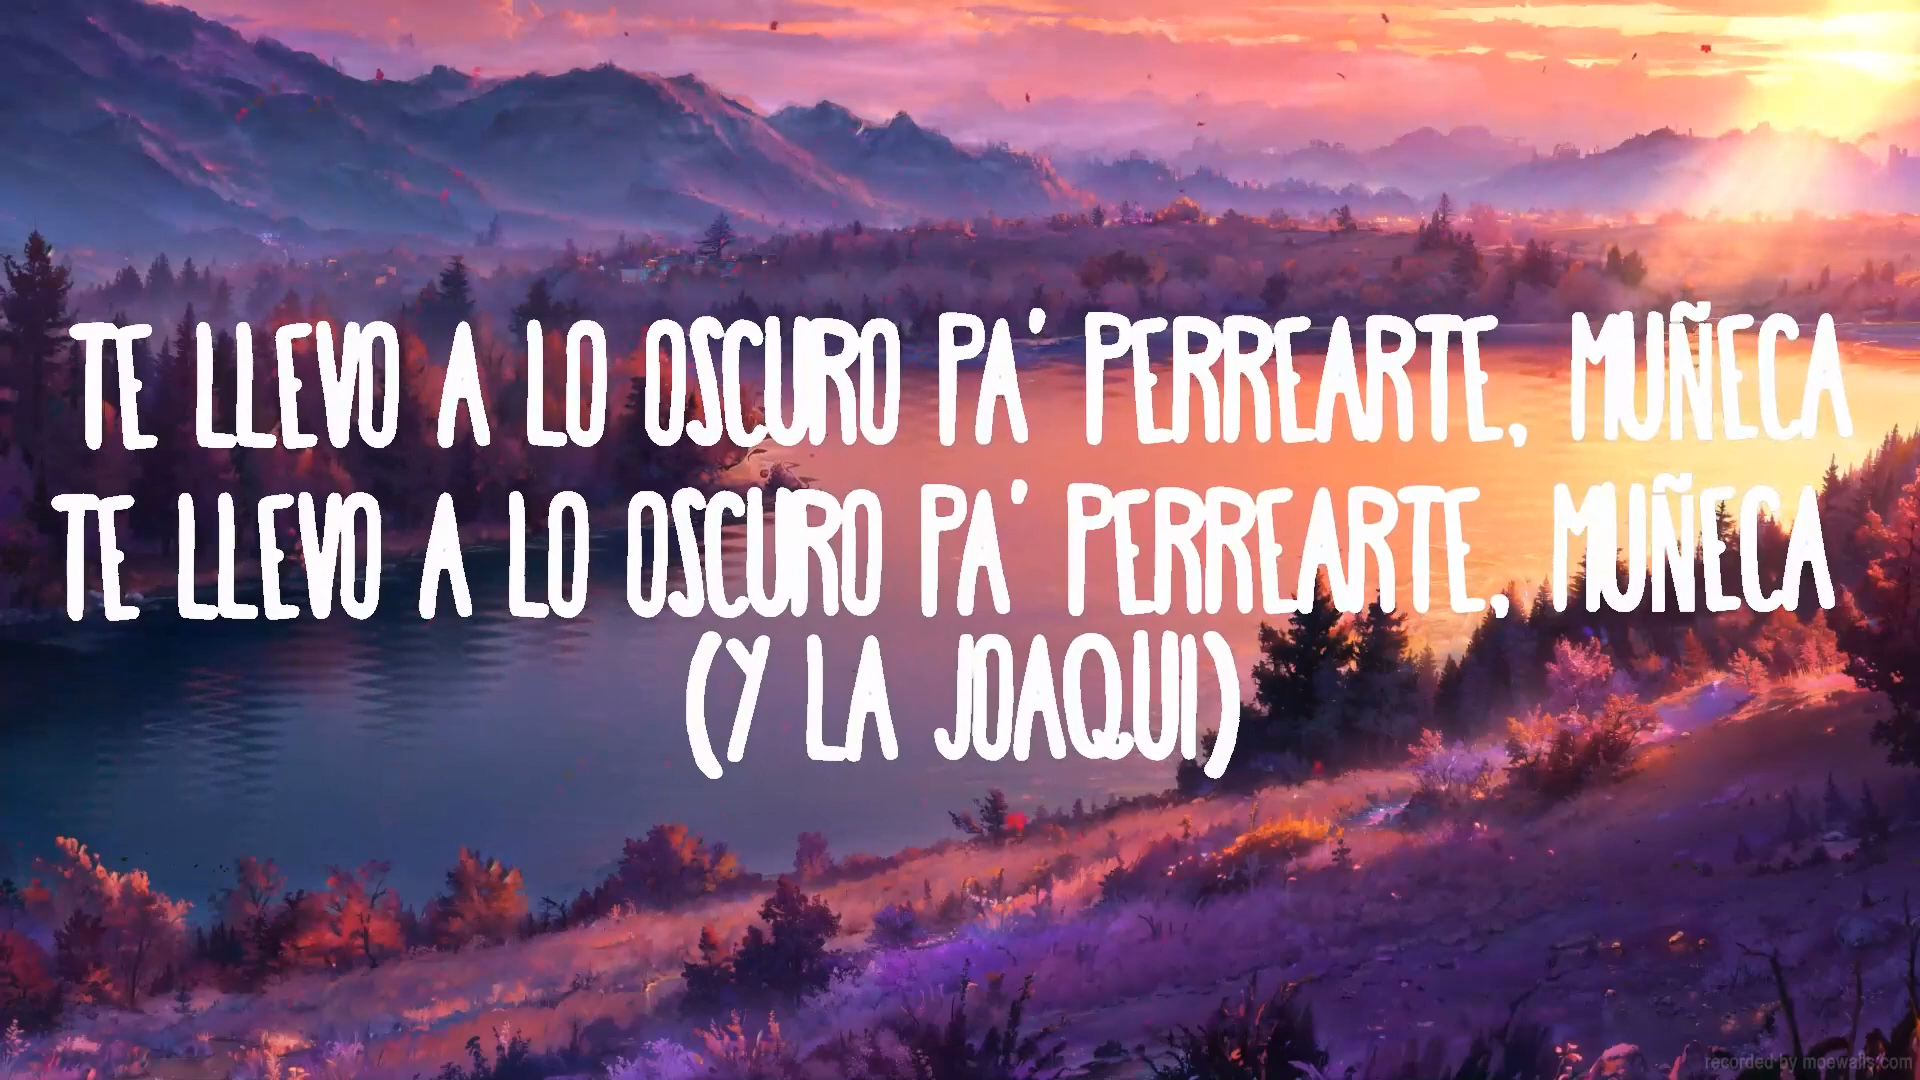 TE LLEVO A LO OSCURO PA' PERREARTE, MUÑECA
TE LLEVO A LO OSCURO PA' PERREARTE, MUÑECA
(Y LA JOAQUI)
recorded by moewalls.com